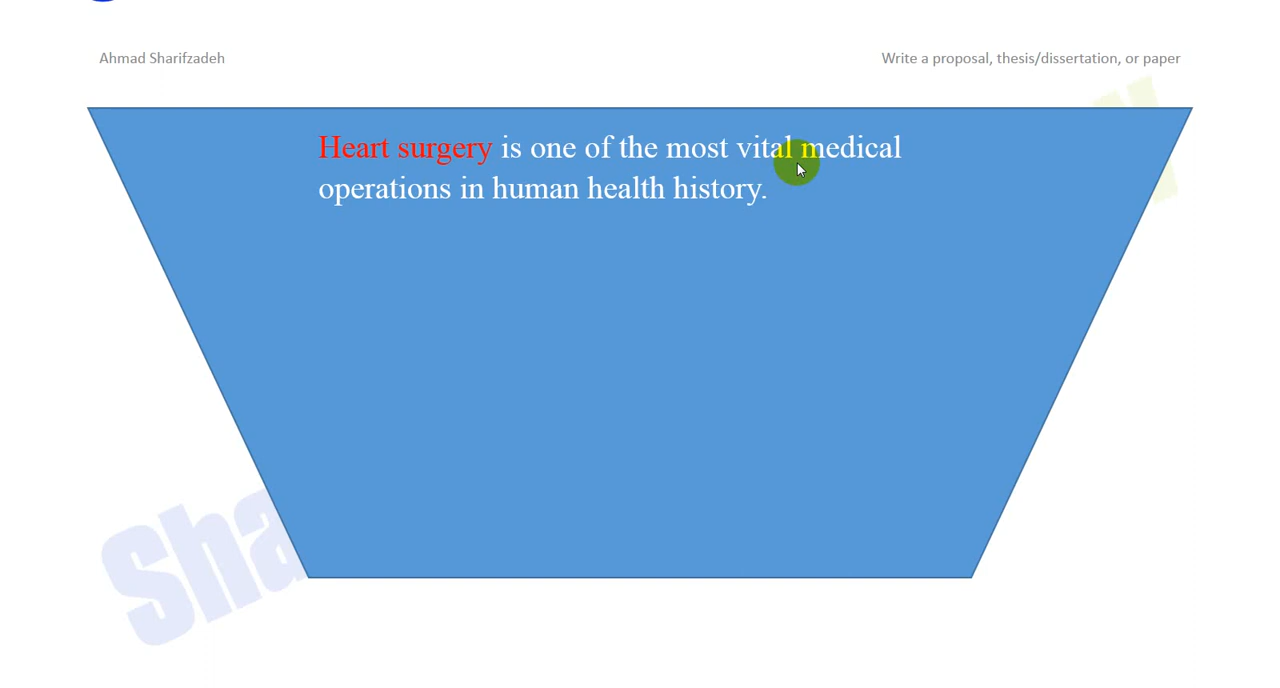 Ahmad Sharifzadeh
Write a proposal, thesis/dissertation, or paper
Heart surgery is one of the most vital medical
operations in human health history.
Sha